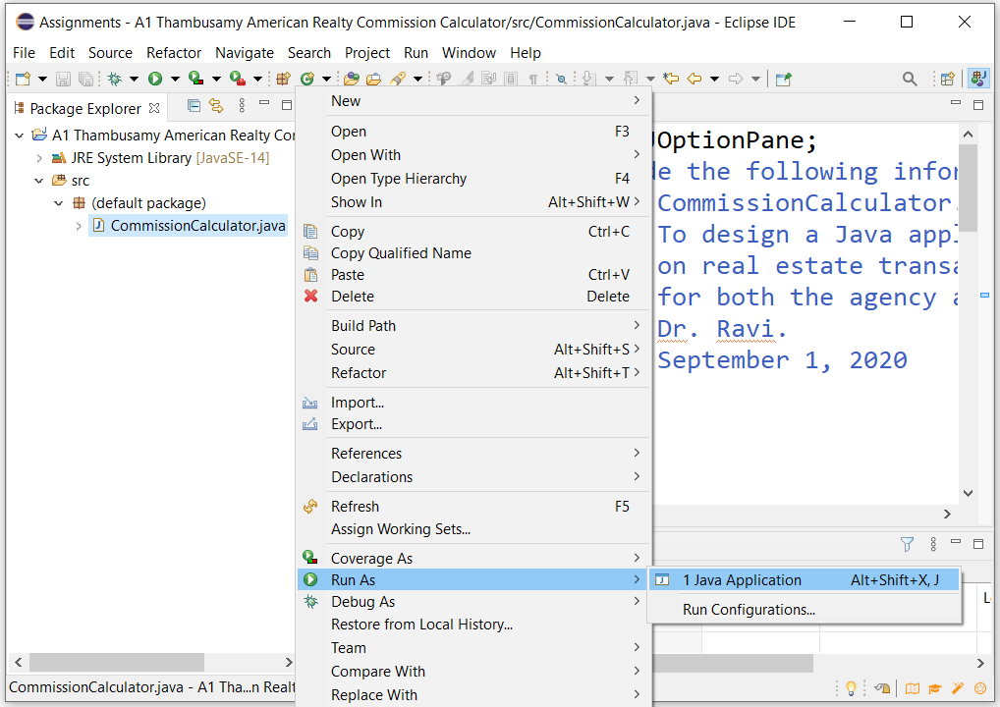 Assignments - A1 Thambusamy American Realty Commission Calculator/src/CommissionCalculator.java - Eclipse IDE
File Edit Source Refactor Navigate Search Project Run Window Help
Package Explorer
A1 Thambusamy American Realty Co
JRE System Library [JavaSE-14]
src
(default package)
CommissionCalculator.java
New
Open F3
Open With
Open Type Hierarchy F4
Show In Alt+Shift+W
Copy Ctrl+C
Copy Qualified Name
Paste Ctrl+V
Delete Delete
Build Path
Source Alt+Shift+S
Refactor Alt+Shift+T
Import...
Export...
References
Declarations
Refresh F5
Assign Working Sets...
Coverage As
Run As
Debug As
Restore from Local History...
Team
Compare With
Replace With
1 Java Application Alt+Shift+X, J
Run Configurations...
JOptionPane;
de the following infor
CommissionCalculator.
To design a Java appl
on real estate transa
for both the agency a
Dr. Ravi.
September 1, 2020
CommissionCalculator.java - A1 Tha...n Realt